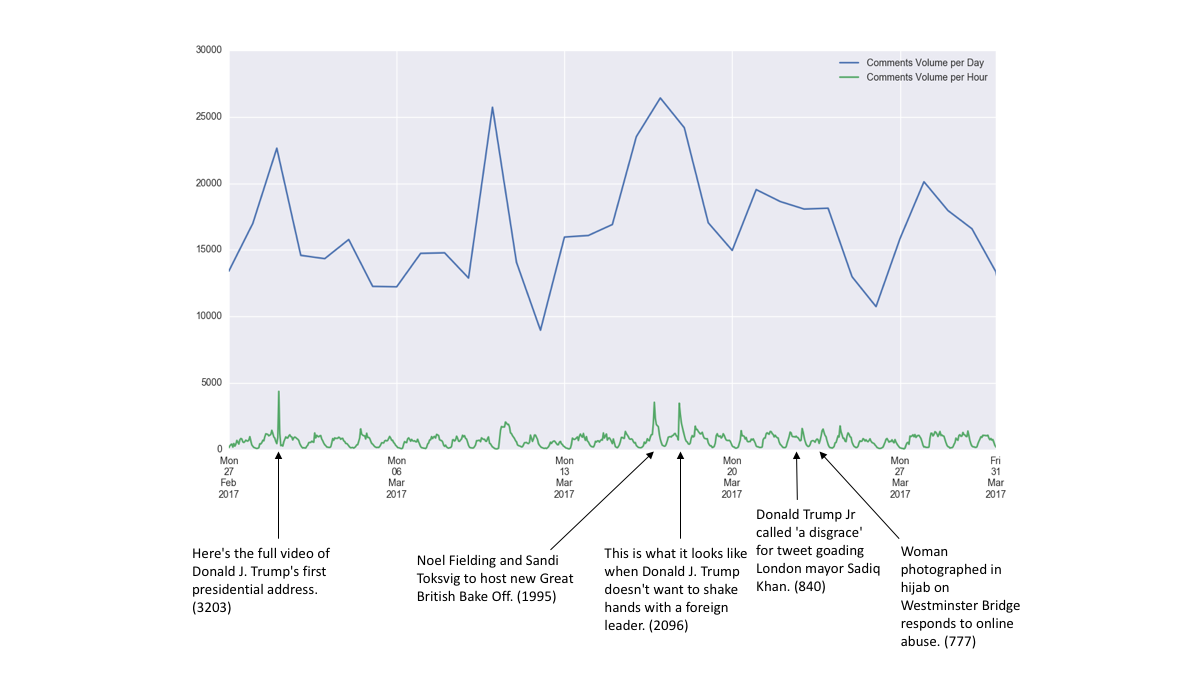 30000
Comments Volume per Day
Comments Volume per Hour
25000
20000
15000
10000
5000
0
Mon
27
Feb
2017
Mon
06
Mar
2017
Mon
13
Mar
2017
Mon
20
Mar
2017
Mon
27
Mar
2017
Fri
31
Mar
2017
Here's the full video of
Donald J. Trump's first
presidential address.
(3203)
Noel Fielding and Sandi
Toksvig to host new Great
British Bake Off. (1995)
This is what it looks like
when Donald J. Trump
doesn't want to shake
hands with a foreign
leader. (2096)
Donald Trump Jr
called 'a disgrace'
for tweet goading
London mayor Sadiq
Khan. (840)
Woman
photographed in
hijab on
Westminster Bridge
responds to online
abuse. (777)